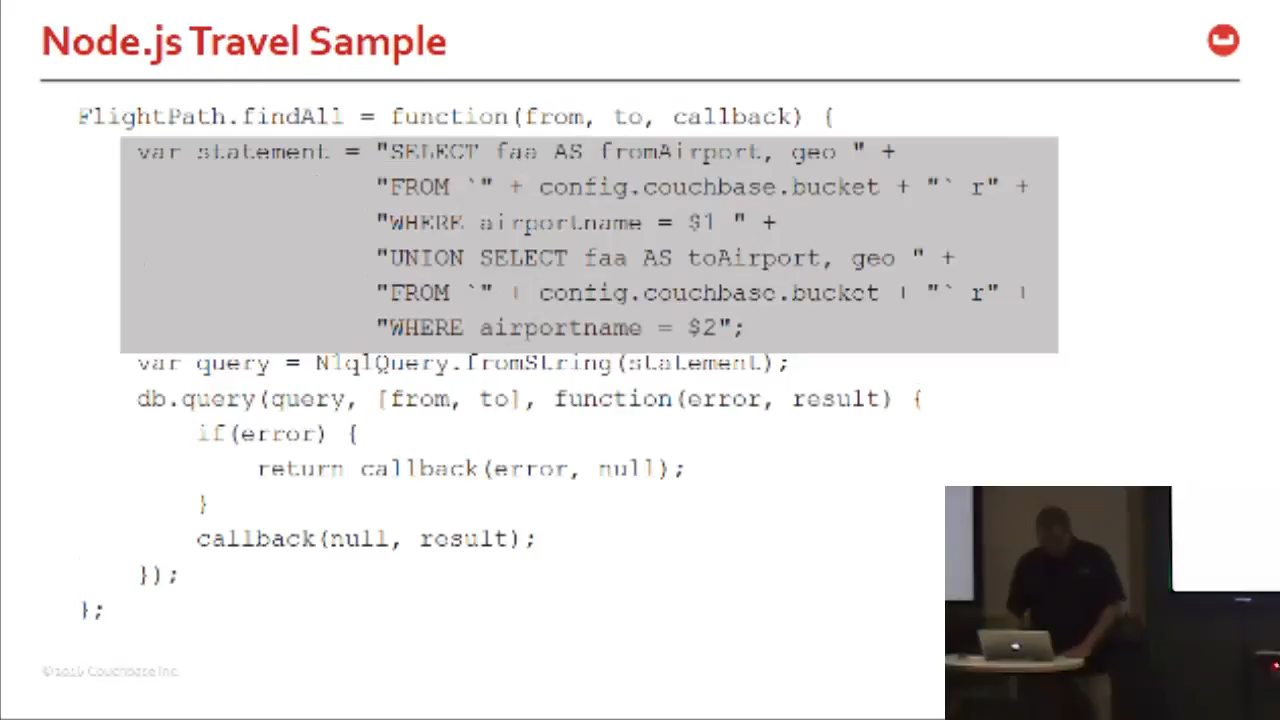 Node.js Travel Sample
FlightPath.findAll = function(from, to, callback) {
var statement = "SELECT faa AS fromAirport, geo " +
"FROM `" + config.couchbase.bucket + "` r" +
"WHERE airportname = $1 " +
"UNION SELECT faa AS toAirport, geo " +
"FROM `" + config.couchbase.bucket + "` r" +
"WHERE airportname = $2";
var query = N1qlQuery.fromString(statement);
db.query(query, [from, to], function(error, result) {
if(error) {
return callback(error, null);
}
callback(null, result);
});
};
©2016 Couchbase Inc.